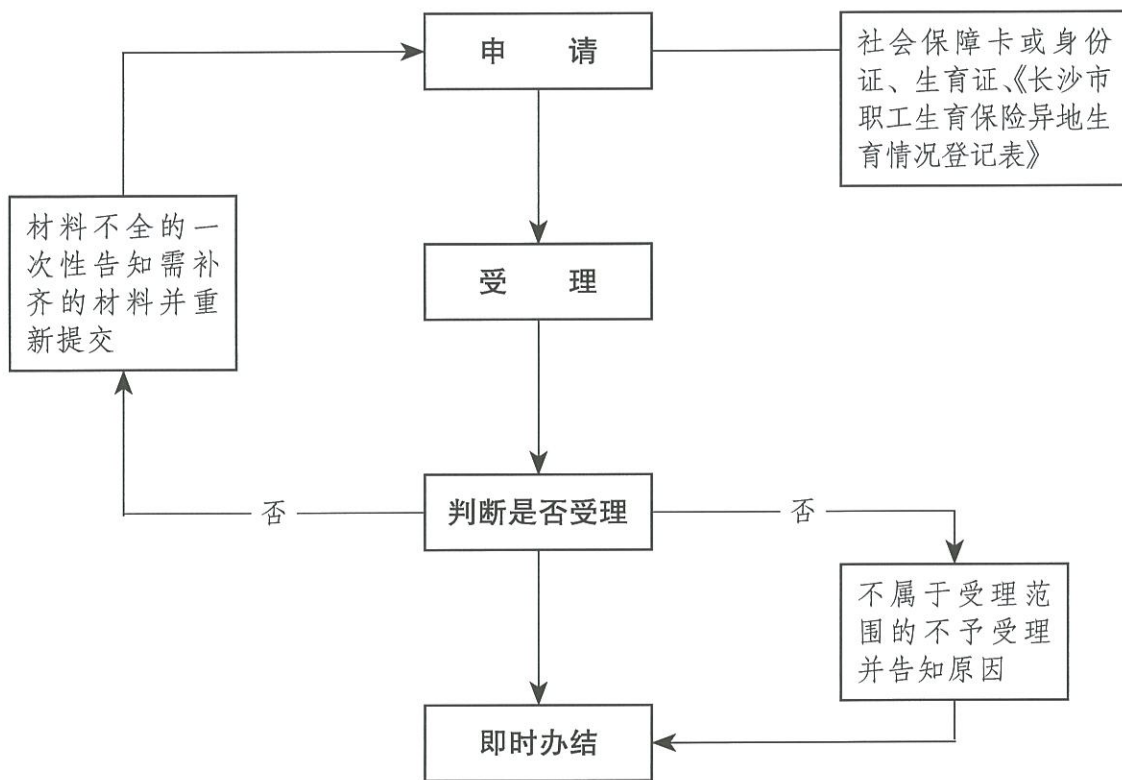 申 请
社会保障卡或身份
证、生育证、《长沙市
职工生育保险异地生
育情况登记表》
材料不全的一
次性告知需补
齐的材料并重
新提交
受 理
否
判断是否受理
否
不属于受理范
围的不予受理
并告知原因
即时办结